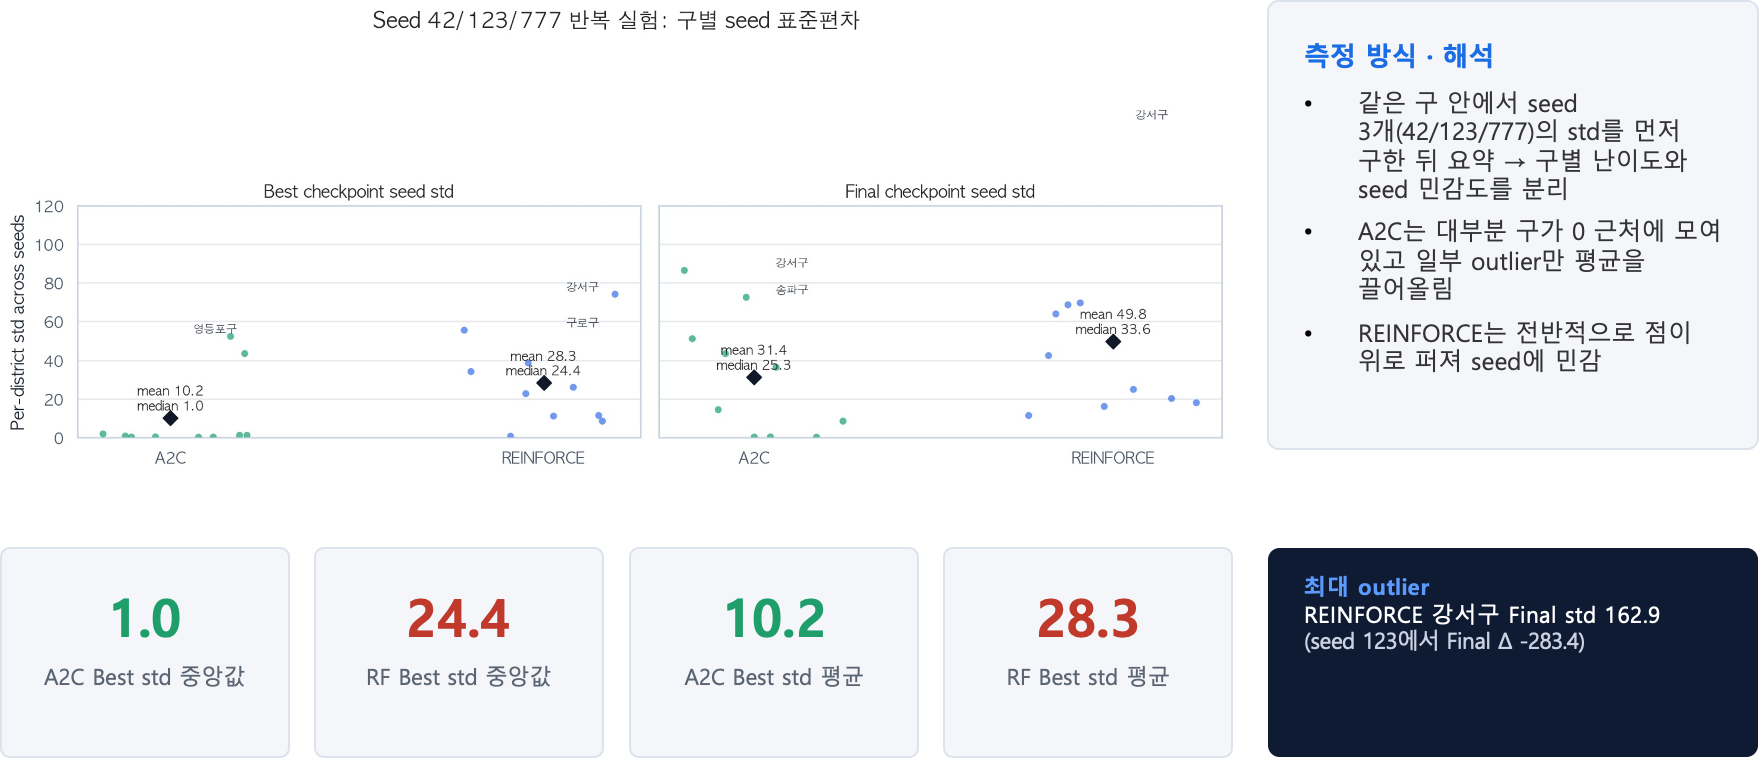 Seed 42/123/777 반복 실험: 구별 seed 표준편차
강서구
Best checkpoint seed std
Final checkpoint seed std
Per-district std across seeds
120
100
80
60
40
20
0
영등포구
mean 10.2
median 1.0
강서구
구로구
mean 28.3
median 24.4
A2C
REINFORCE
강서구
송파구
mean 31.4
median 25.3
mean 49.8
median 33.6
A2C
REINFORCE
측정 방식 · 해석
• 같은 구 안에서 seed
3개(42/123/777)의 std를 먼저
구한 뒤 요약 → 구별 난이도와
seed 민감도를 분리
• A2C는 대부분 구가 0 근처에 모여
있고 일부 outlier만 평균을
끌어올림
• REINFORCE는 전반적으로 점이
위로 퍼져 seed에 민감
1.0
A2C Best std 중앙값
24.4
RF Best std 중앙값
10.2
A2C Best std 평균
28.3
RF Best std 평균
최대 outlier
REINFORCE 강서구 Final std 162.9
(seed 123에서 Final Δ -283.4)